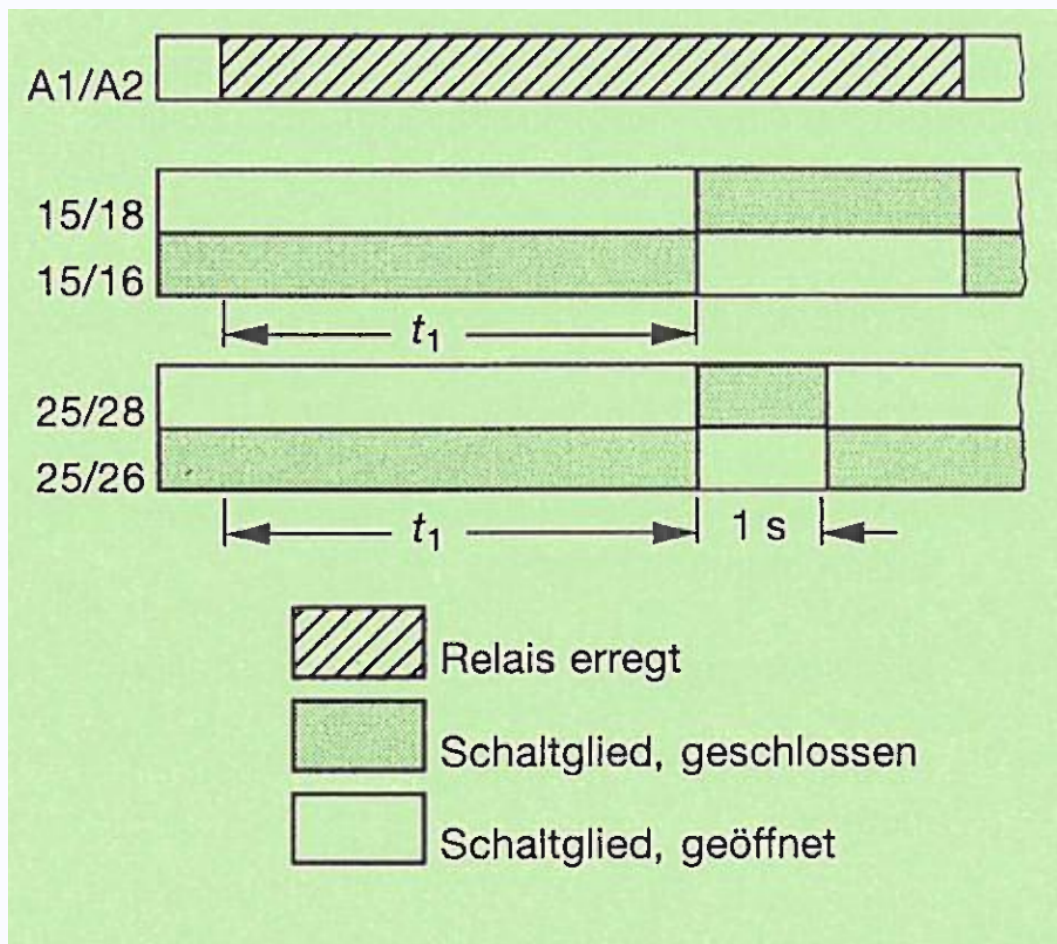 A1/A2
15/18
15/16
t1
25/28
25/26
t1 1 s
Relais erregt
Schaltglied, geschlossen
Schaltglied, geöffnet